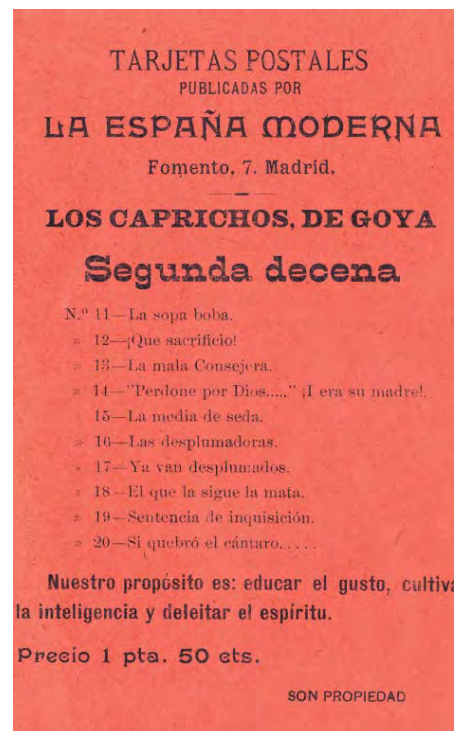 TARJETAS POSTALES
PUBLICADAS POR
LA ESPAÑA MODERNA
Fomento, 7. Madrid.
LOS CAPRICHOS, DE GOYA
Segunda decena
N.º 11—La sopa boba.
» 12—¡Que sacrificio!
» 13—La mala Consejera.
» 14—"Perdone por Dios....." ¡I era su madre!.
15—La media de seda.
» 16—Las desplumadoras.
» 17—Ya van desplumados.
» 18—El que la sigue la mata.
» 19—Sentencia de inquisición.
» 20—Si quebró el cántaro.....
Nuestro propósito es: educar el gusto, cultiva
la inteligencia y deleitar el espíritu.
Precio 1 pta. 50 cts.
SON PROPIEDAD